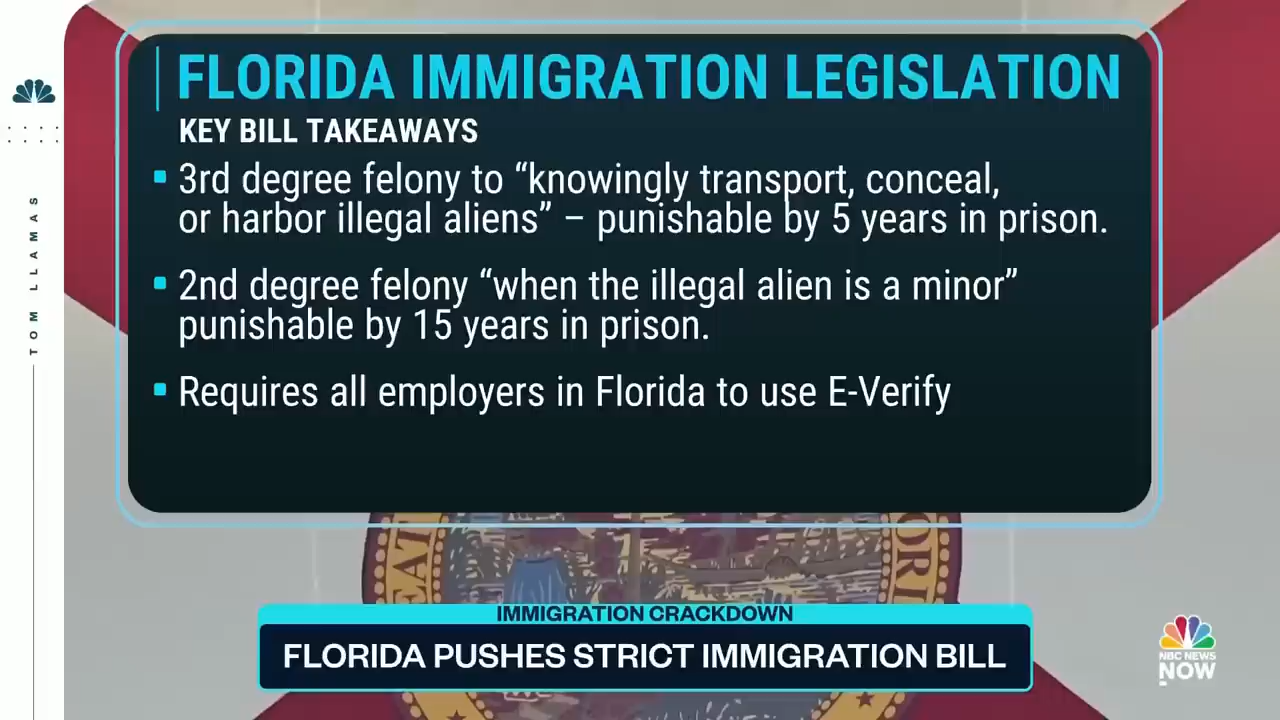 FLORIDA IMMIGRATION LEGISLATION
KEY BILL TAKEAWAYS
3rd degree felony to “knowingly transport, conceal,
or harbor illegal aliens” – punishable by 5 years in prison.
2nd degree felony “when the illegal alien is a minor”
punishable by 15 years in prison.
Requires all employers in Florida to use E-Verify
TOM LLAMAS
IMMIGRATION CRACKDOWN
FLORIDA PUSHES STRICT IMMIGRATION BILL
NBC NEWS
NOW